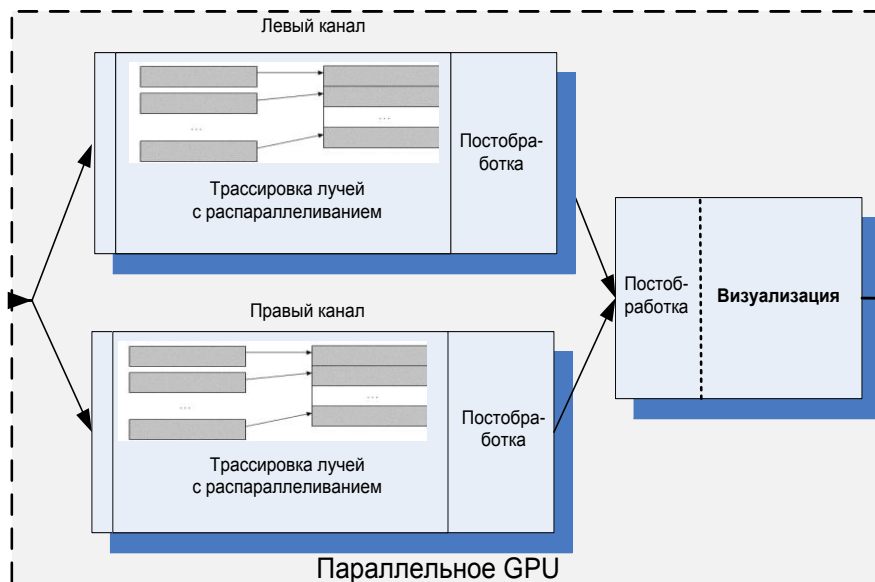 Левый канал
...
...
Трассировка лучей
с распараллеливанием
Постобра-
ботка
Правый канал
...
...
Трассировка лучей
с распараллеливанием
Постобра-
ботка
Постоб-
работка
Визуализация
Параллельное GPU